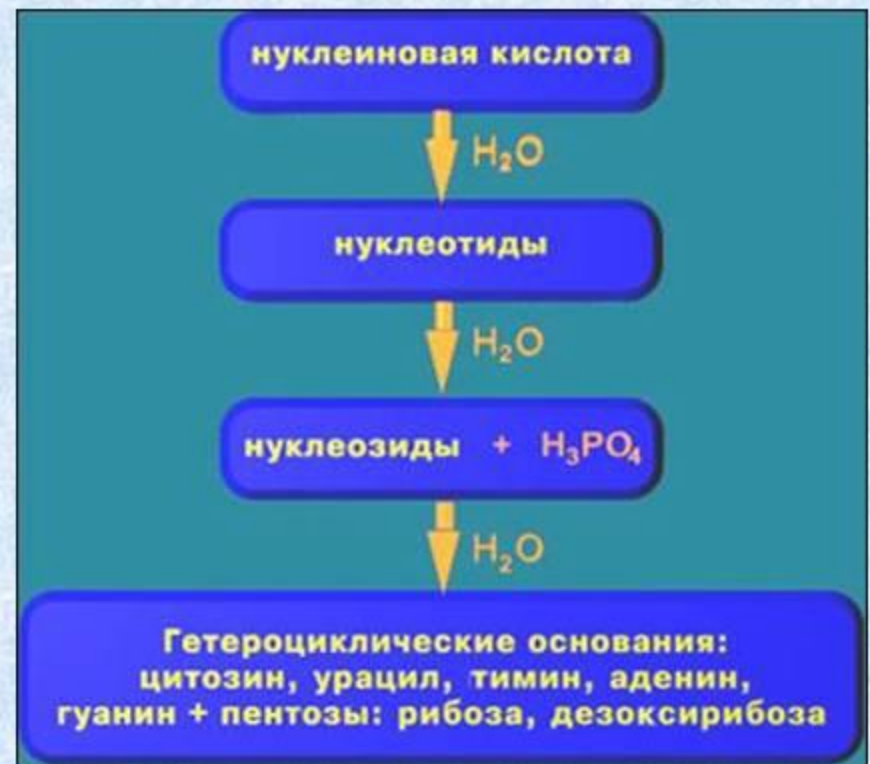 нуклеиновая кислота
H₂O
нуклеотиды
H₂O
нуклеозиды + H₃PO₄
H₂O
Гетероциклические основания:
цитозин, урацил, тимин, аденин,
гуанин + пентозы: рибоза, дезоксирибоза